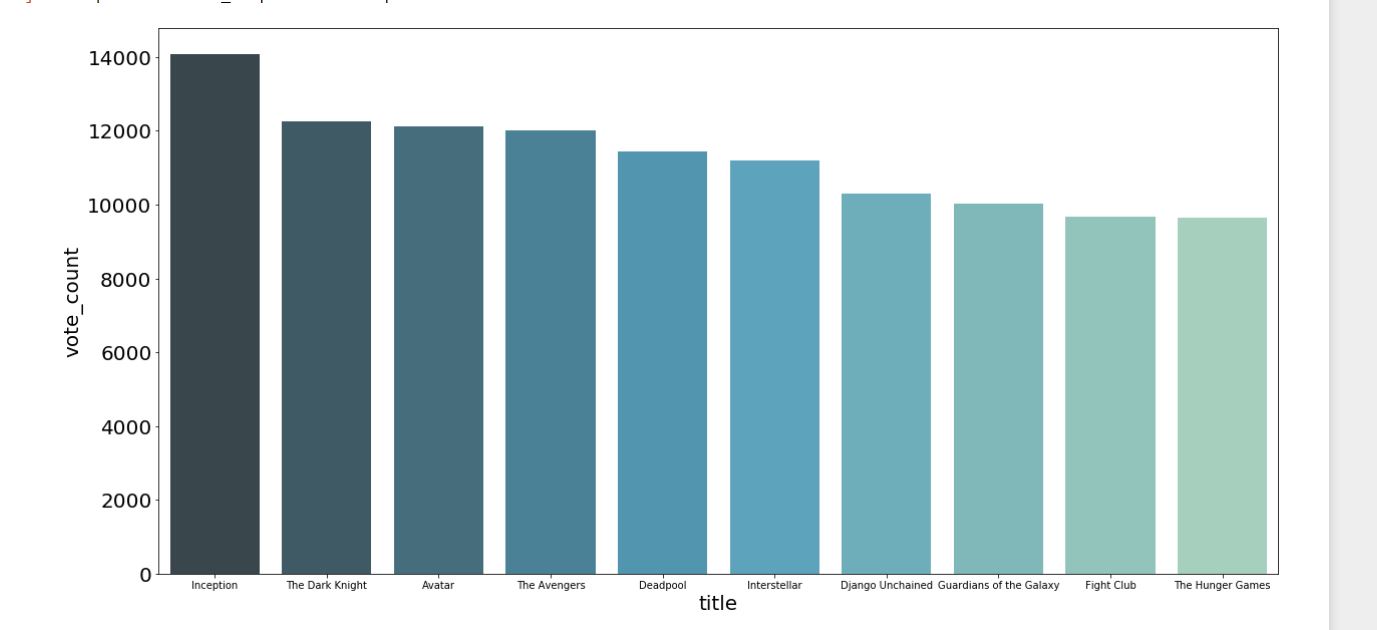 14000
12000
10000
8000
6000
4000
2000
0
vote_count
Inception The Dark Knight Avatar The Avengers Deadpool Interstellar Django Unchained Guardians of the Galaxy Fight Club The Hunger Games
title